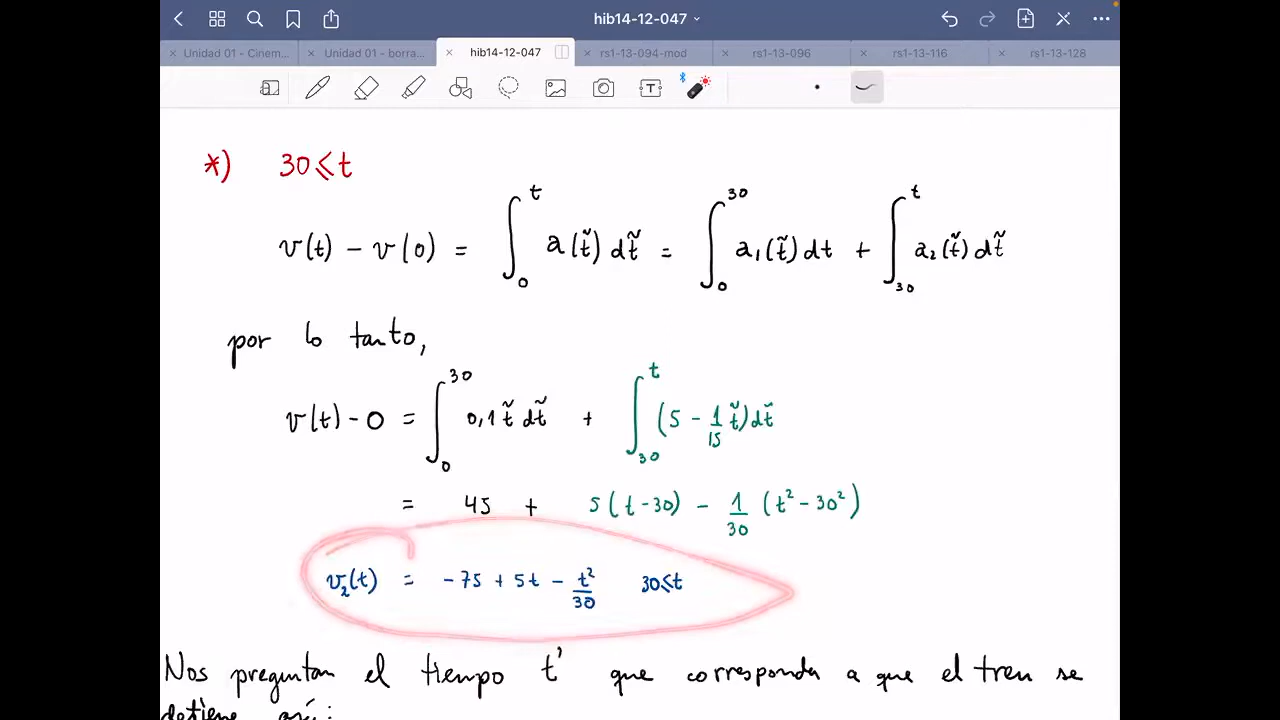 hib14-12-047
Unidad 01 - Cinem...
Unidad 01 - borra...
hib14-12-047
rs1-13-094-mod
rs1-13-096
rs1-13-116
rs1-13-128
*) 30 ≤ t
v(t) - v(0) = ∫₀ᵗ a(t̃) dt̃ = ∫₀³⁰ a₁(t̃) dt + ∫₃₀ᵗ a₂(t̃) dt̃
por lo tanto,
v(t) - 0 = ∫₀³⁰ 0,1 t̃ dt̃ + ∫₃₀ᵗ (5 - 1/15 t̃) dt̃
= 45 + 5(t-30) - 1/30 (t² - 30²)
v₂(t) = -75 + 5t - t²/30 30≤t
Nos preguntan el tiempo t' que corresponda a que el tren se
detiene así: